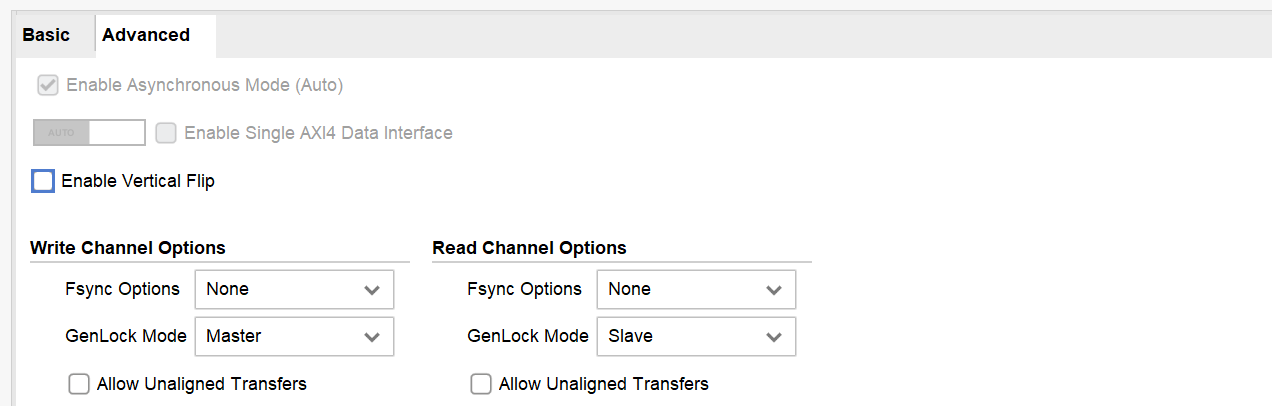 Basic Advanced
Enable Asynchronous Mode (Auto)
AUTO Enable Single AXI4 Data Interface
Enable Vertical Flip
Write Channel Options Read Channel Options
Fsync Options None Fsync Options None
GenLock Mode Master GenLock Mode Slave
Allow Unaligned Transfers Allow Unaligned Transfers